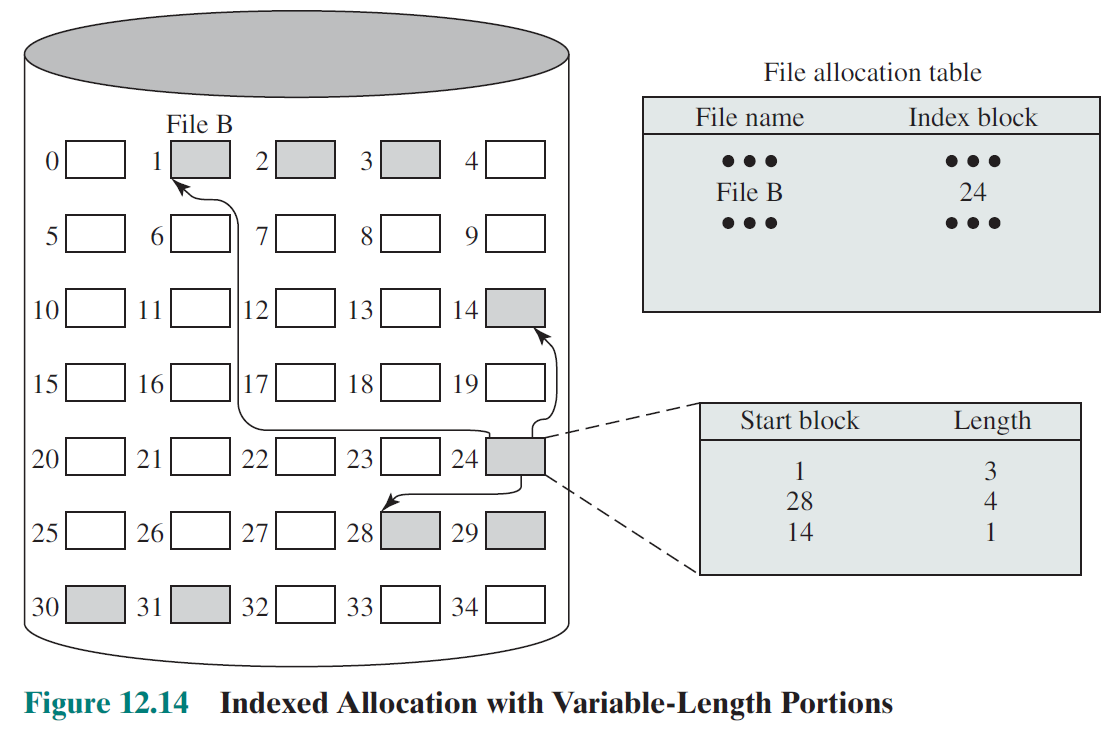 File B
0 1 2 3 4
5 6 7 8 9
10 11 12 13 14
15 16 17 18 19
20 21 22 23 24
25 26 27 28 29
30 31 32 33 34
File allocation table
File name Index block
••• •••
File B 24
••• •••
Start block Length
1 3
28 4
14 1
Figure 12.14 Indexed Allocation with Variable-Length Portions